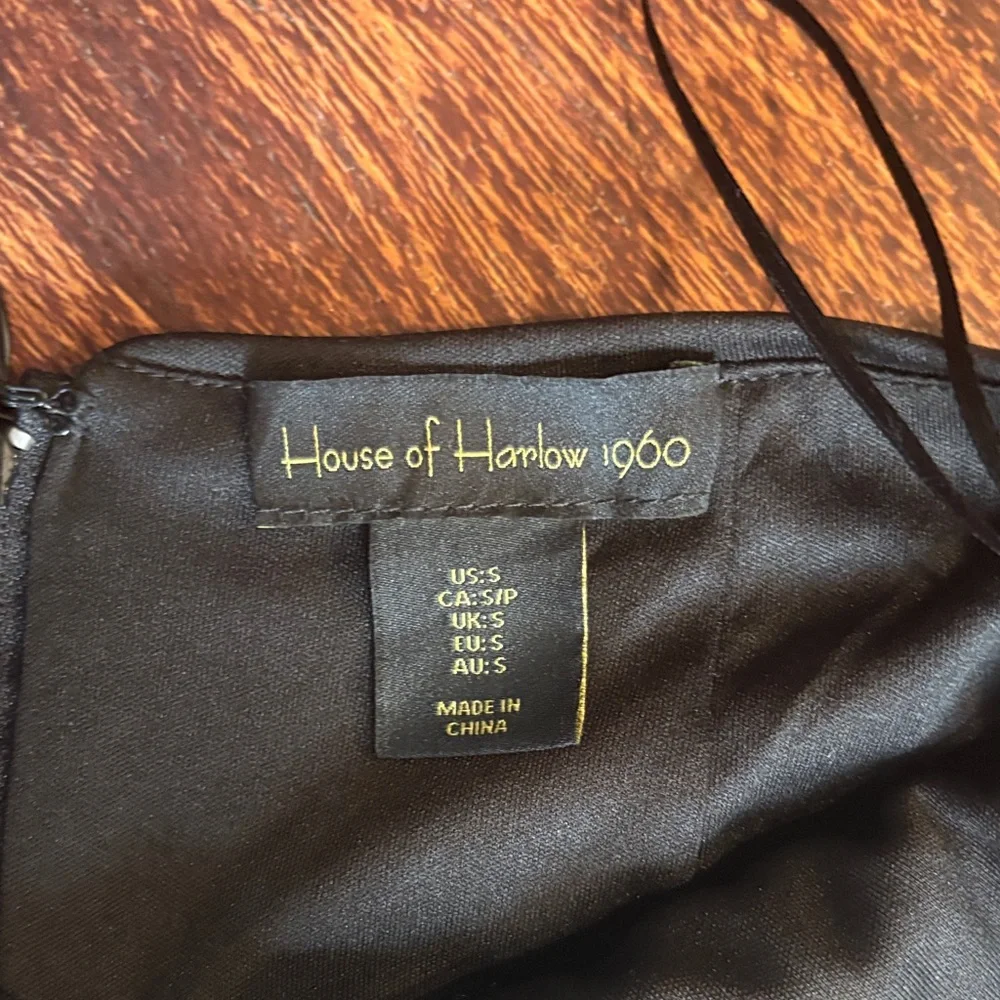 House of Harlow 1960
US:S
CA:S/P
UK:S
EU:S
AU:S
MADE IN
CHINA